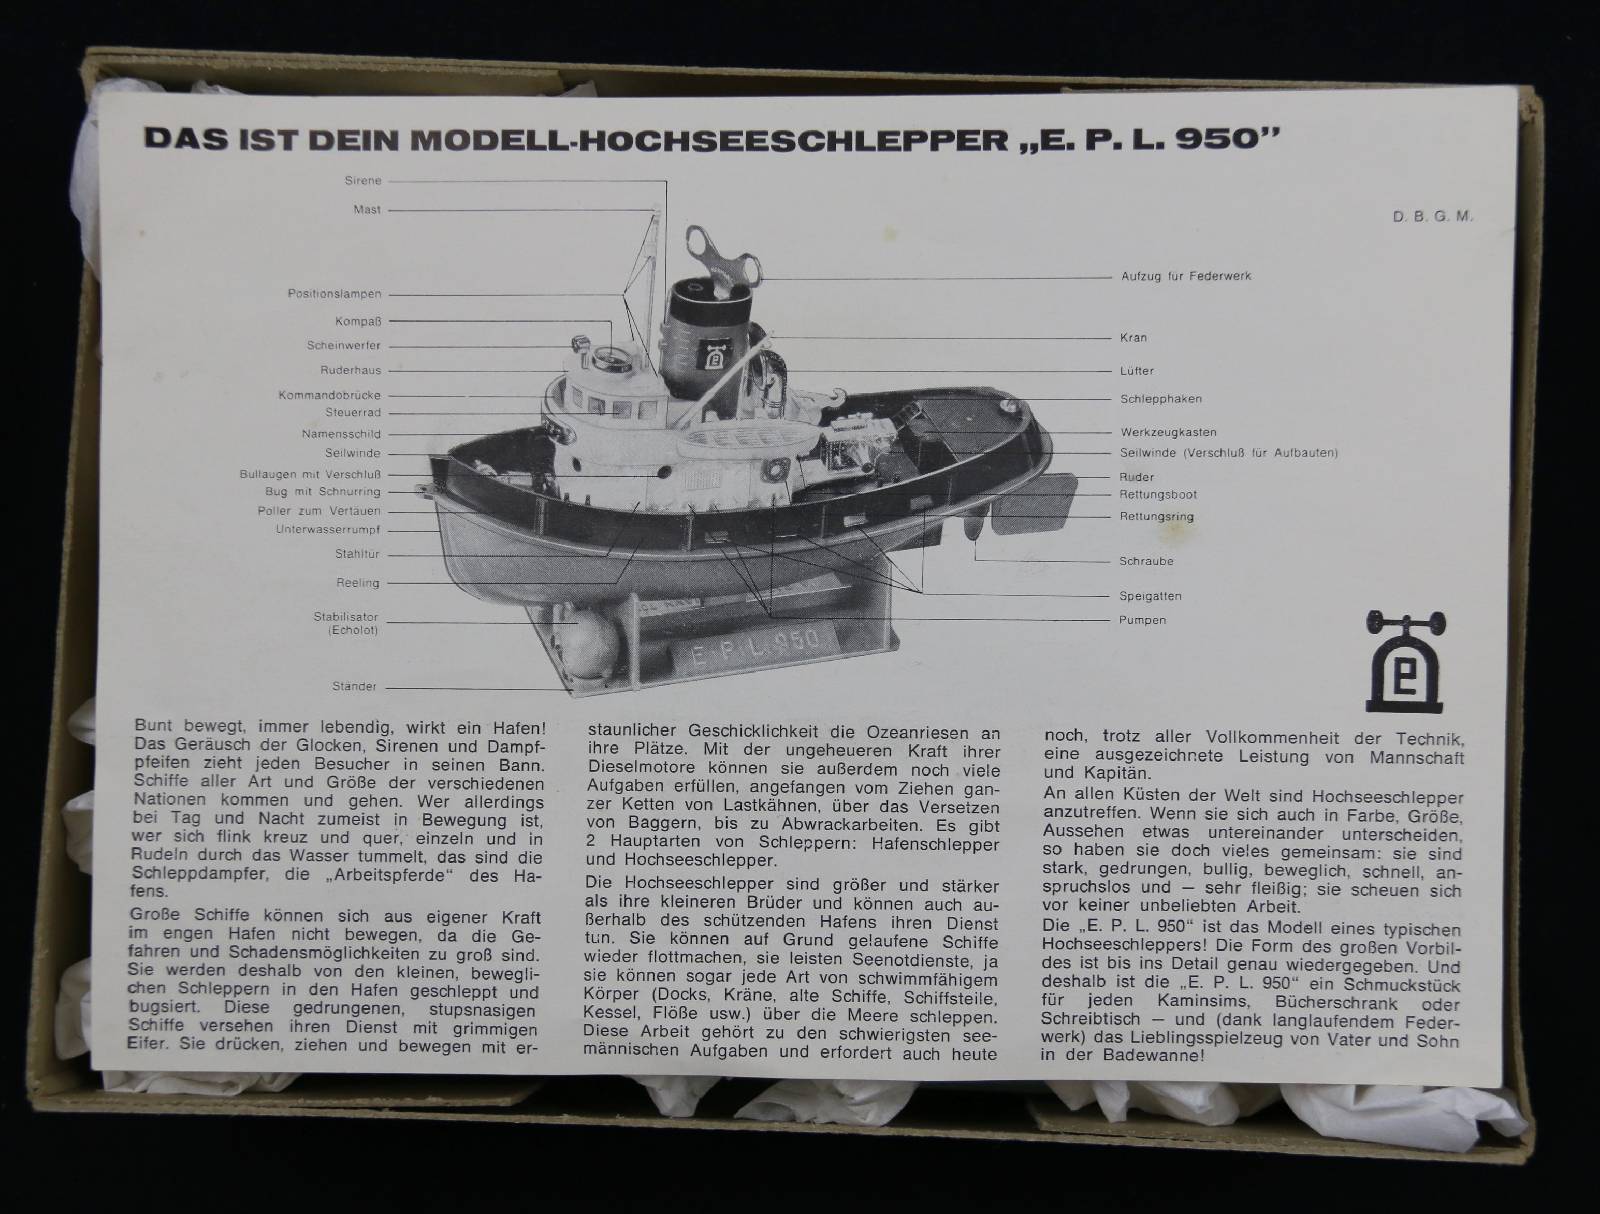 DAS IST DEIN MODELL-HOCHSEESCHLEPPER „E. P. L. 950”
D. B. G. M.
Sirene
Mast
Positionslampen
Kompaß
Scheinwerfer
Ruderhaus
Kommandobrücke
Steuerrad
Namensschild
Seilwinde
Bullaugen mit Verschluß
Bug mit Schnurring
Poller zum Vertäuen
Unterwasserrumpf
Stahltür
Reeling
Stabilisator
(Echolot)
Ständer
Aufzug für Federwerk
Kran
Lüfter
Schlepphaken
Werkzeugkasten
Seilwinde (Verschluß für Aufbauten)
Ruder
Rettungsboot
Rettungsring
Schraube
Speigatten
Pumpen
E. P. L. 950
Bunt bewegt, immer lebendig, wirkt ein Hafen!
Das Geräusch der Glocken, Sirenen und Dampf-
pfeifen zieht jeden Besucher in seinen Bann.
Schiffe aller Art und Größe der verschiedenen
Nationen kommen und gehen. Wer allerdings
bei Tag und Nacht zumeist in Bewegung ist,
wer sich flink kreuz und quer, einzeln und in
Rudeln durch das Wasser tummelt, das sind die
Schleppdampfer, die „Arbeitspferde“ des Ha-
fens.
Große Schiffe können sich aus eigener Kraft
im engen Hafen nicht bewegen, da die Ge-
fahren und Schadensmöglichkeiten zu groß sind.
Sie werden deshalb von den kleinen, bewegli-
chen Schleppern in den Hafen geschleppt und
bugsiert. Diese gedrungenen, stupsnasigen
Schiffe versehen ihren Dienst mit grimmigen
Eifer. Sie drücken, ziehen und bewegen mit er-
staunlicher Geschicklichkeit die Ozeanriesen an
ihre Plätze. Mit der ungeheueren Kraft ihrer
Dieselmotore können sie außerdem noch viele
Aufgaben erfüllen, angefangen vom Ziehen gan-
zer Ketten von Lastkähnen, über das Versetzen
von Baggern, bis zu Abwrackarbeiten. Es gibt
2 Hauptarten von Schleppern: Hafenschlepper
und Hochseeschlepper.
Die Hochseeschlepper sind größer und stärker
als ihre kleineren Brüder und können auch au-
ßerhalb des schützenden Hafens ihren Dienst
tun. Sie können auf Grund gelaufene Schiffe
wieder flottmachen, sie leisten Seenotdienste, ja
sie können sogar jede Art von schwimmfähigem
Körper (Docks, Kräne, alte Schiffe, Schiffsteile,
Kessel, Flöße usw.) über die Meere schleppen.
Diese Arbeit gehört zu den schwierigsten see-
männischen Aufgaben und erfordert auch heute
noch, trotz aller Vollkommenheit der Technik,
eine ausgezeichnete Leistung von Mannschaft
und Kapitän.
An allen Küsten der Welt sind Hochseeschlepper
anzutreffen. Wenn sie sich auch in Farbe, Größe,
Aussehen etwas untereinander unterscheiden,
so haben sie doch vieles gemeinsam: sie sind
stark, gedrungen, bullig, beweglich, schnell, an-
spruchslos und — sehr fleißig; sie scheuen sich
vor keiner unbeliebten Arbeit.
Die „E. P. L. 950“ ist das Modell eines typischen
Hochseeschleppers! Die Form des großen Vorbil-
des ist bis ins Detail genau wiedergegeben. Und
deshalb ist die „E. P. L. 950“ ein Schmuckstück
für jeden Kaminsims, Bücherschrank oder
Schreibtisch — und (dank langlaufendem Feder-
werk) das Lieblingsspielzeug von Vater und Sohn
in der Badewanne!